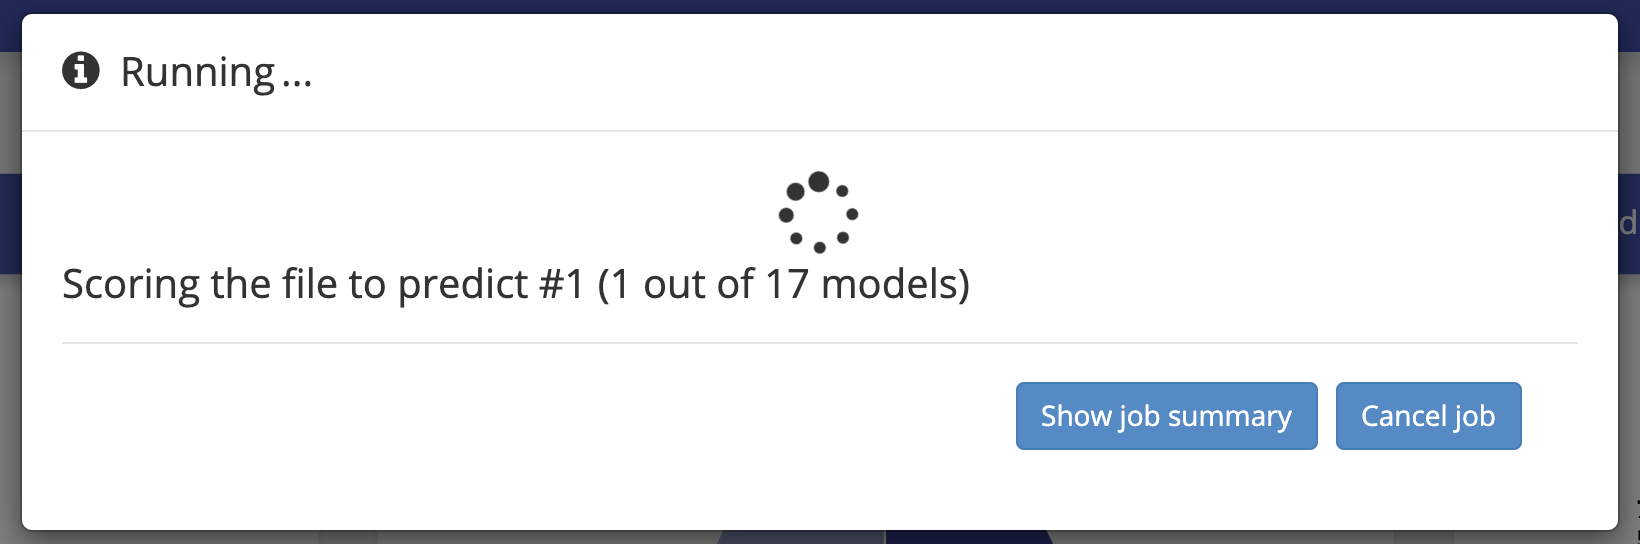 Running ...
d
Scoring the file to predict #1 (1 out of 17 models)
Show job summary
Cancel job